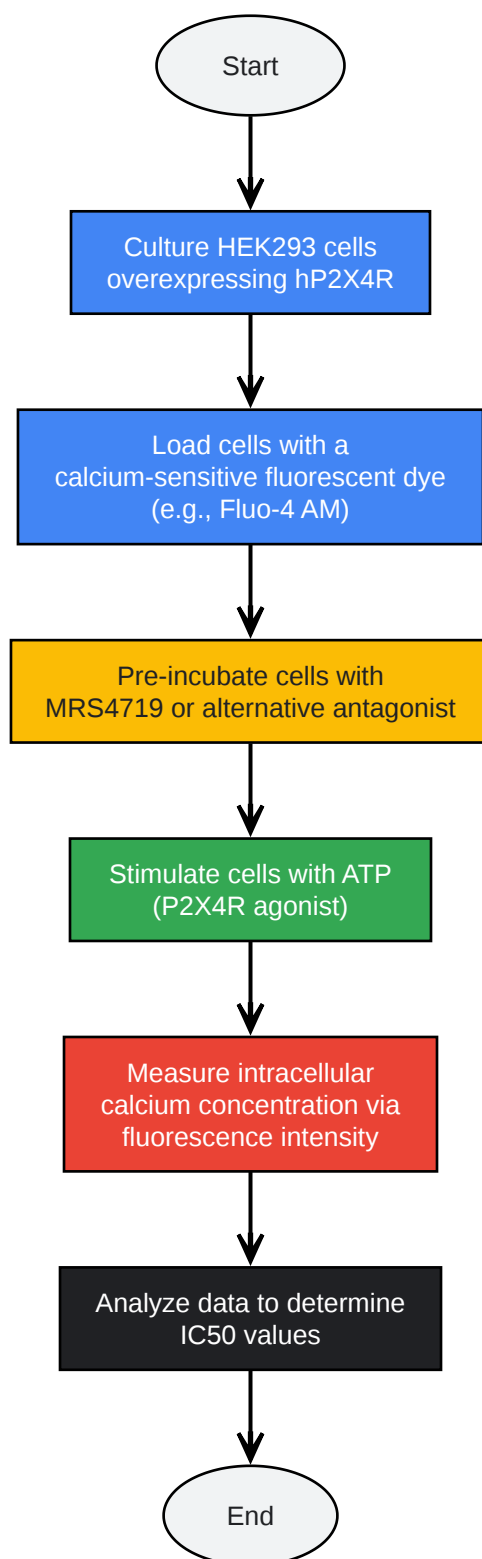 Start
Culture HEK293 cells
overexpressing hP2X4R
Load cells with a
calcium-sensitive fluorescent dye
(e.g., Fluo-4 AM)
Pre-incubate cells with
MRS4719 or alternative antagonist
Stimulate cells with ATP
(P2X4R agonist)
Measure intracellular
calcium concentration via
fluorescence intensity
Analyze data to determine
IC50 values
End